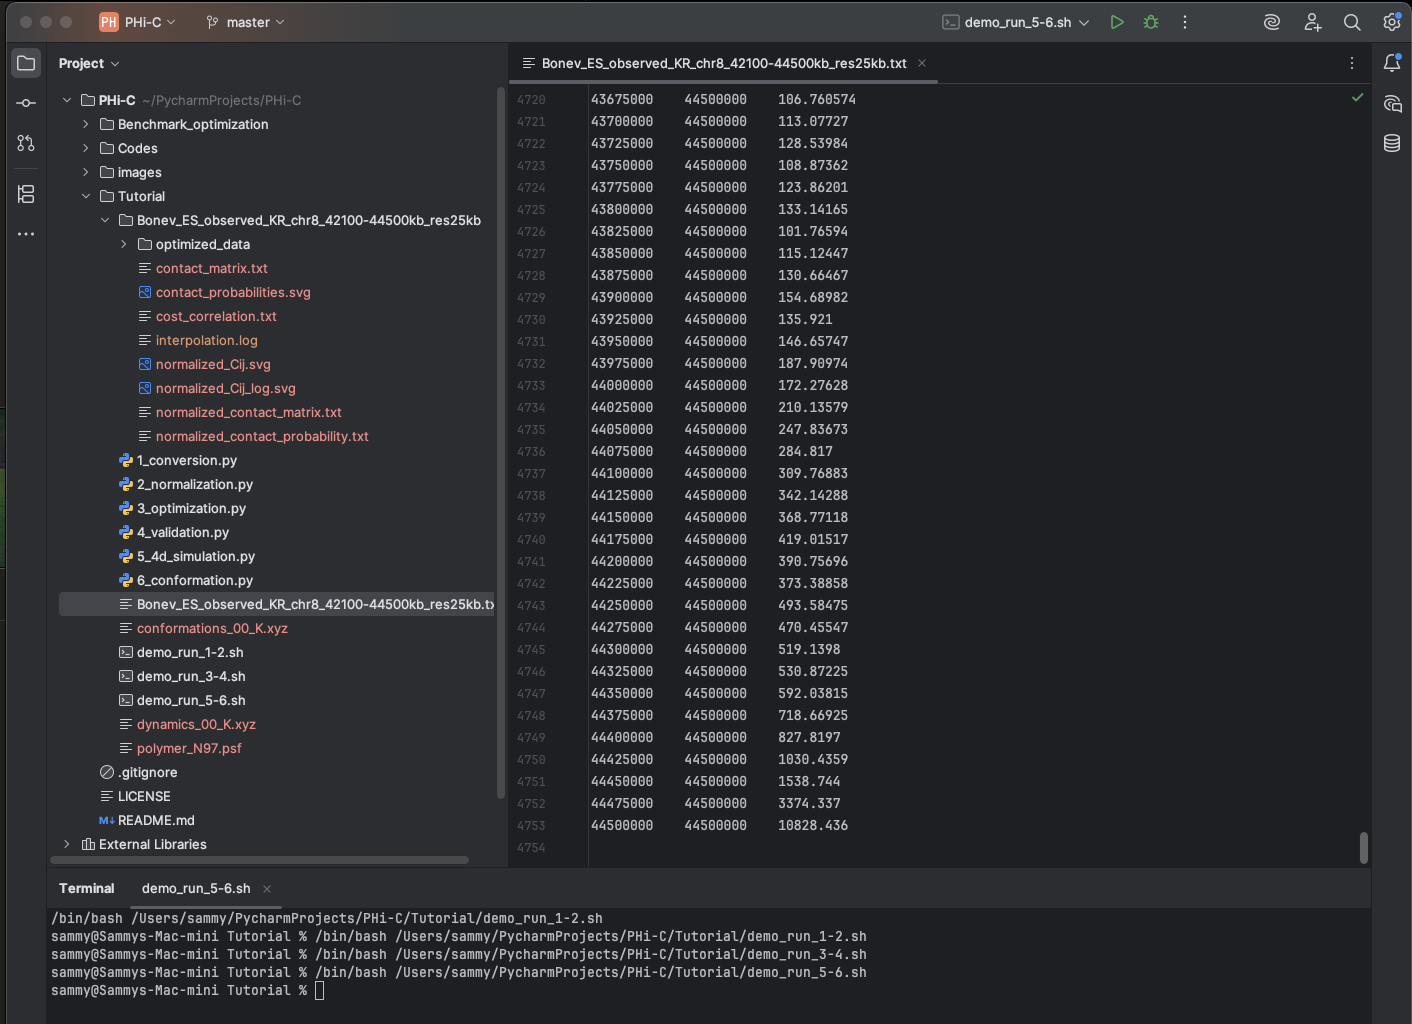 PH PHi-C master demo_run_5-6.sh
Project
PHi-C ~/PycharmProjects/PHi-C
Benchmark_optimization
Codes
images
Tutorial
Bonev_ES_observed_KR_chr8_42100-44500kb_res25kb
optimized_data
contact_matrix.txt
contact_probabilities.svg
cost_correlation.txt
interpolation.log
normalized_Cij.svg
normalized_Cij_log.svg
normalized_contact_matrix.txt
normalized_contact_probability.txt
1_conversion.py
2_normalization.py
3_optimization.py
4_validation.py
5_4d_simulation.py
6_conformation.py
Bonev_ES_observed_KR_chr8_42100-44500kb_res25kb.tx
conformations_00_K.xyz
demo_run_1-2.sh
demo_run_3-4.sh
demo_run_5-6.sh
dynamics_00_K.xyz
polymer_N97.psf
.gitignore
LICENSE
M↓ README.md
External Libraries
Bonev_ES_observed_KR_chr8_42100-44500kb_res25kb.txt
4720 43675000 44500000 106.760574
4721 43700000 44500000 113.07727
4722 43725000 44500000 128.53984
4723 43750000 44500000 108.87362
4724 43775000 44500000 123.86201
4725 43800000 44500000 133.14165
4726 43825000 44500000 101.76594
4727 43850000 44500000 115.12447
4728 43875000 44500000 130.66467
4729 43900000 44500000 154.68982
4730 43925000 44500000 135.921
4731 43950000 44500000 146.65747
4732 43975000 44500000 187.90974
4733 44000000 44500000 172.27628
4734 44025000 44500000 210.13579
4735 44050000 44500000 247.83673
4736 44075000 44500000 284.817
4737 44100000 44500000 309.76883
4738 44125000 44500000 342.14288
4739 44150000 44500000 368.77118
4740 44175000 44500000 419.01517
4741 44200000 44500000 390.75696
4742 44225000 44500000 373.38858
4743 44250000 44500000 493.58475
4744 44275000 44500000 470.45547
4745 44300000 44500000 519.1398
4746 44325000 44500000 530.87225
4747 44350000 44500000 592.03815
4748 44375000 44500000 718.66925
4749 44400000 44500000 827.8197
4750 44425000 44500000 1030.4359
4751 44450000 44500000 1538.744
4752 44475000 44500000 3374.337
4753 44500000 44500000 10828.436
4754
Terminal demo_run_5-6.sh
/bin/bash /Users/sammy/PycharmProjects/PHi-C/Tutorial/demo_run_1-2.sh
sammy@Sammys-Mac-mini Tutorial % /bin/bash /Users/sammy/PycharmProjects/PHi-C/Tutorial/demo_run_1-2.sh
sammy@Sammys-Mac-mini Tutorial % /bin/bash /Users/sammy/PycharmProjects/PHi-C/Tutorial/demo_run_3-4.sh
sammy@Sammys-Mac-mini Tutorial % /bin/bash /Users/sammy/PycharmProjects/PHi-C/Tutorial/demo_run_5-6.sh
sammy@Sammys-Mac-mini Tutorial %